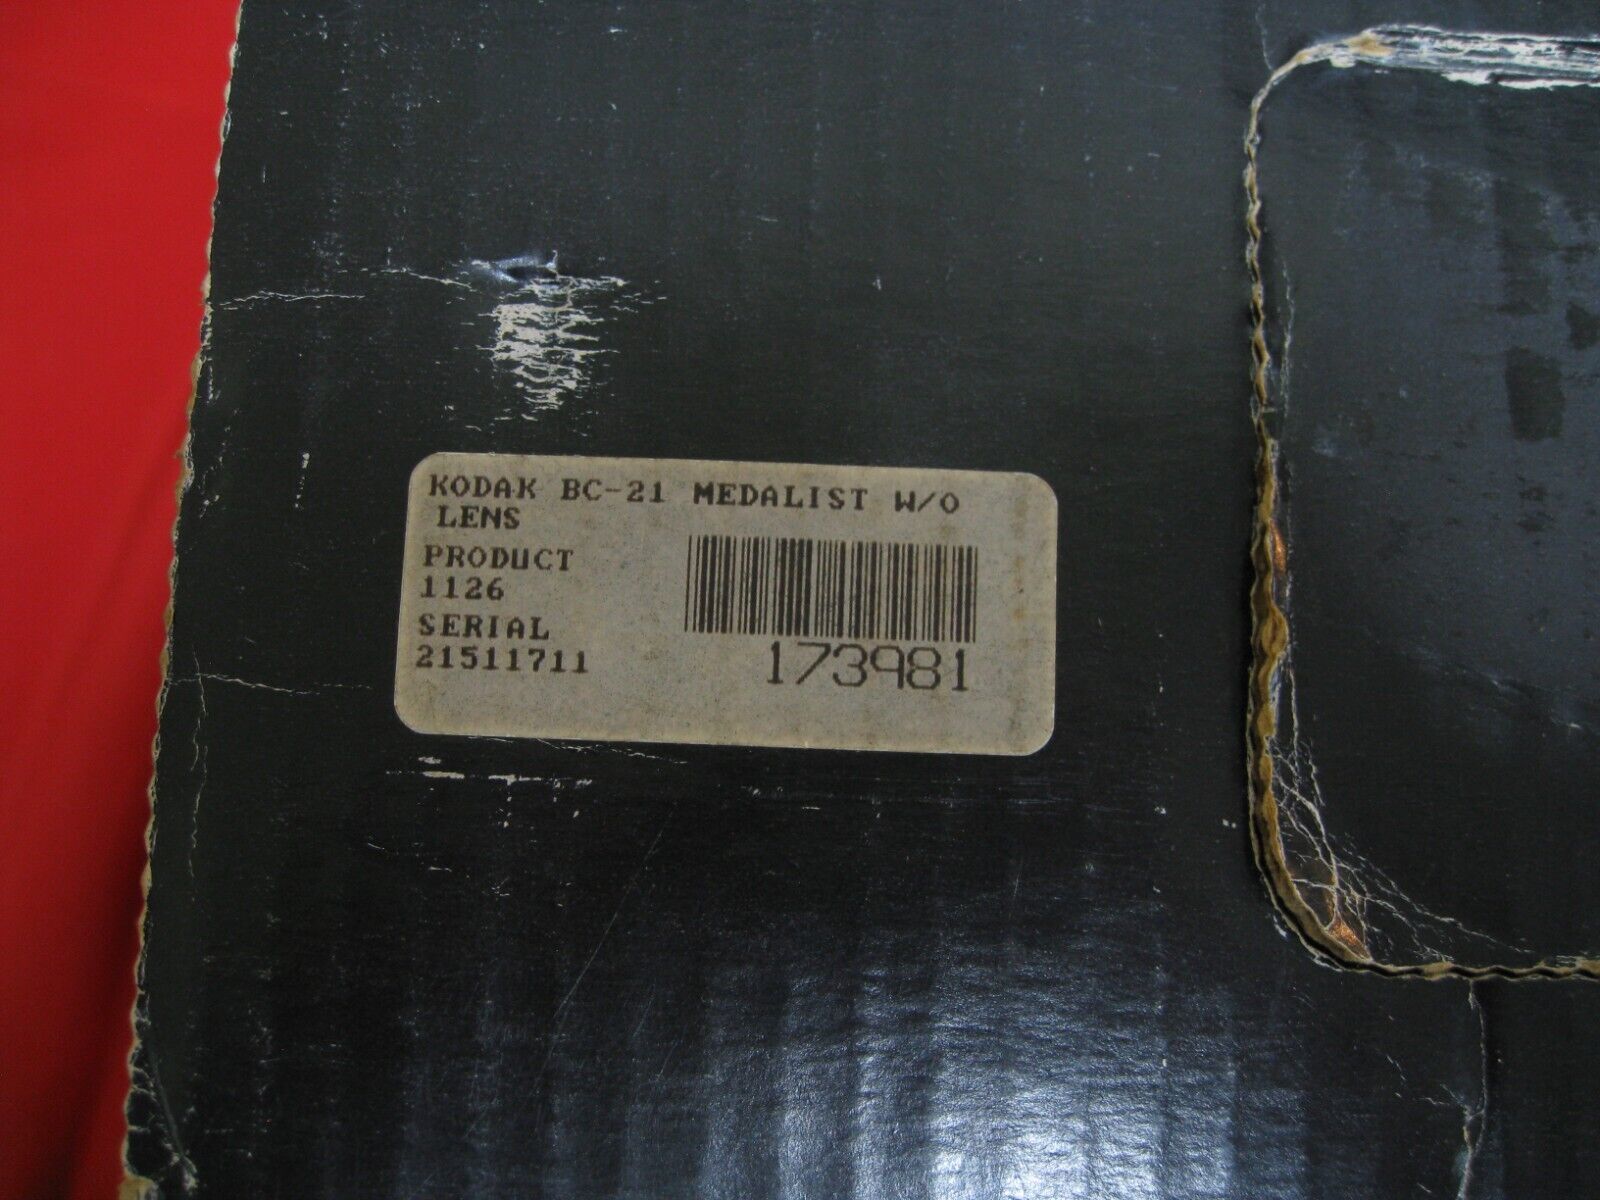 KODAK BC-21 MEDALIST W/O
LENS
PRODUCT
1126
SERIAL
21511711
173981